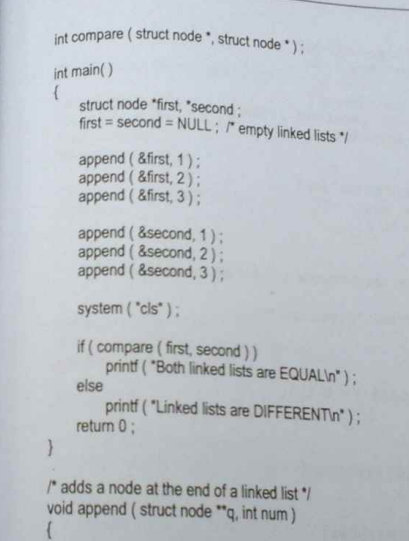 int compare ( struct node *, struct node * ) ;
int main( )
{
struct node *first, *second ;
first = second = NULL ; /* empty linked lists */
append ( &first, 1 ) ;
append ( &first, 2 ) ;
append ( &first, 3 ) ;
append ( &second, 1 ) ;
append ( &second, 2 ) ;
append ( &second, 3 ) ;
system ( "cls" ) ;
if ( compare ( first, second ) )
printf ( "Both linked lists are EQUAL\n" ) ;
else
printf ( "Linked lists are DIFFERENT\n" ) ;
return 0 ;
}
/* adds a node at the end of a linked list */
void append ( struct node **q, int num )
{